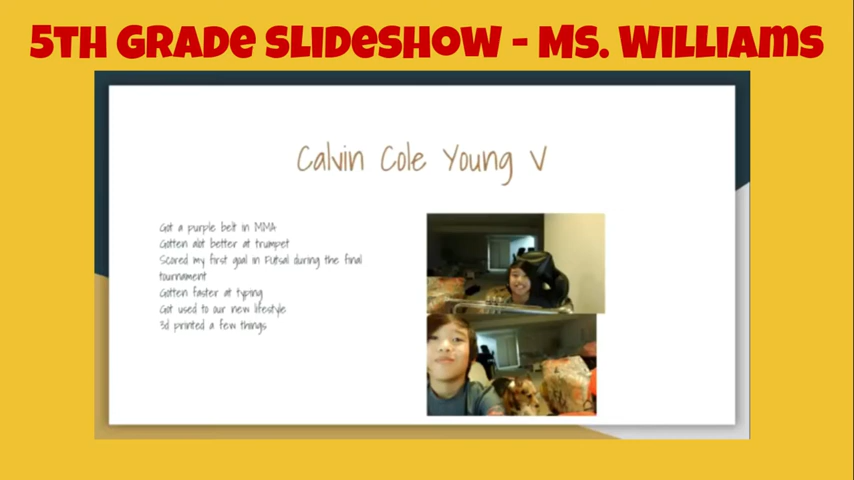 5TH GRADE SLIDESHOW - MS. WILLIAMS
Calvin Cole Young V
Got a purple belt in MMA
Gotten alot better at trumpet
Scored my first goal in Futsal during the final
tournament
Gotten faster at typing
Got used to our new lifestyle
3d printed a few things